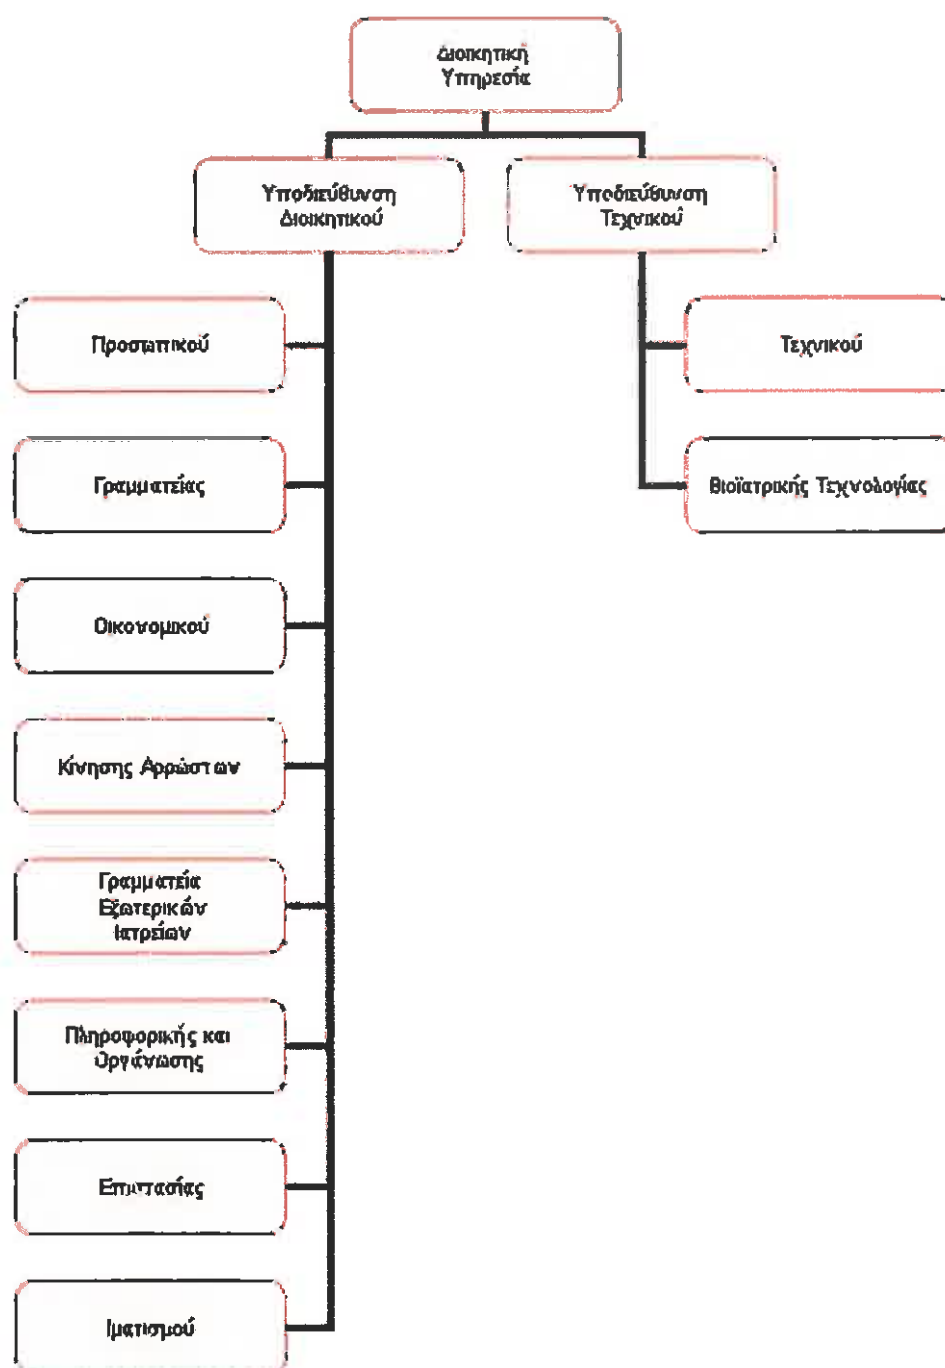 Διοικητική
Υπηρεσία
Υποδιεύθυνση
Διοικητικού
Υποδιεύθυνση
Τεχνικού
Προσωπικού
Τεχνικού
Γραμματείας
Βιοϊατρικής Τεχνολογίας
Οικονομικού
Κίνησης Αρρώστων
Γραμματεία
Εξωτερικών
Ιατρείων
Πληροφορικής και
Οργάνωσης
Επιστασίας
Ιματισμού